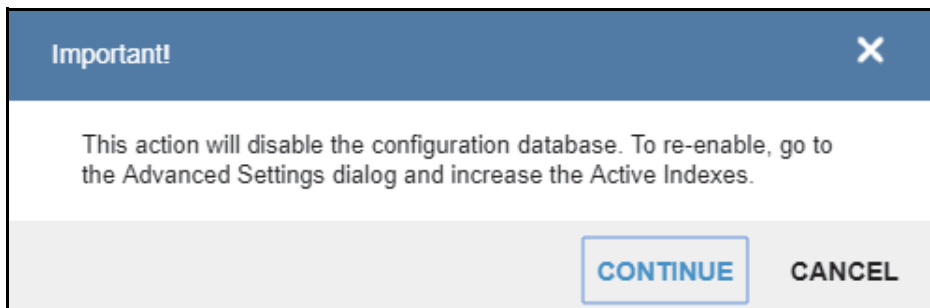 Important!
This action will disable the configuration database. To re-enable, go to
the Advanced Settings dialog and increase the Active Indexes.
CONTINUE CANCEL